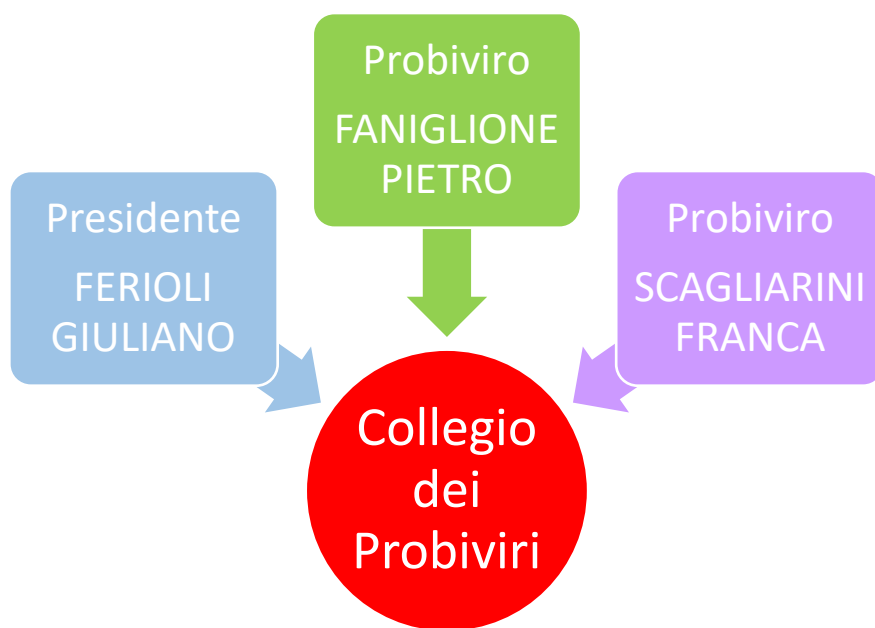 Probiviro
FANIGLIONE
PIETRO
Presidente
FERIOLI
GIULIANO
Probiviro
SCAGLIARINI
FRANCA
Collegio
dei
Probiviri